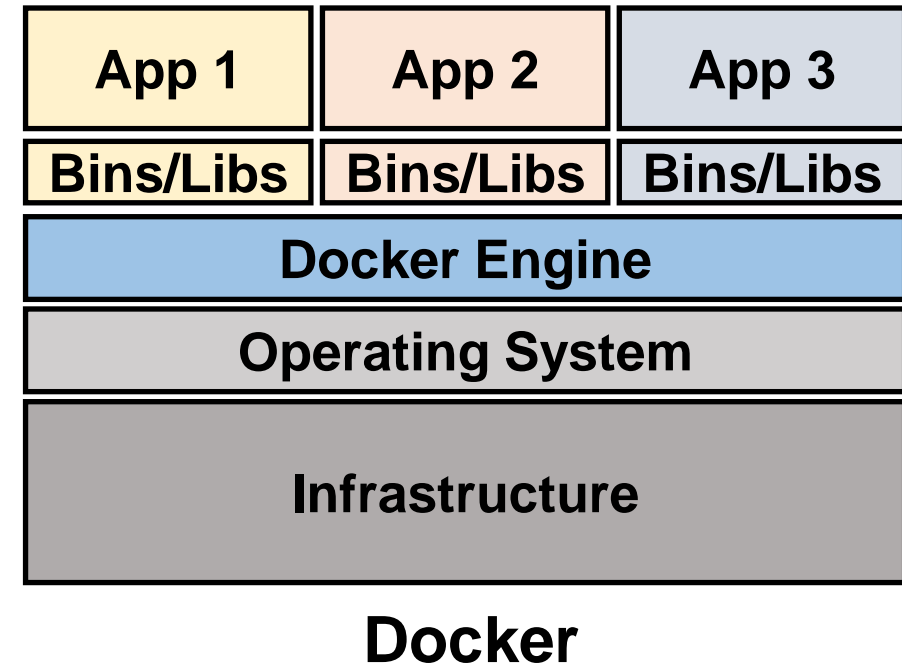 App 1 App 2 App 3
Bins/Libs Bins/Libs Bins/Libs
Docker Engine
Operating System
Infrastructure
Docker